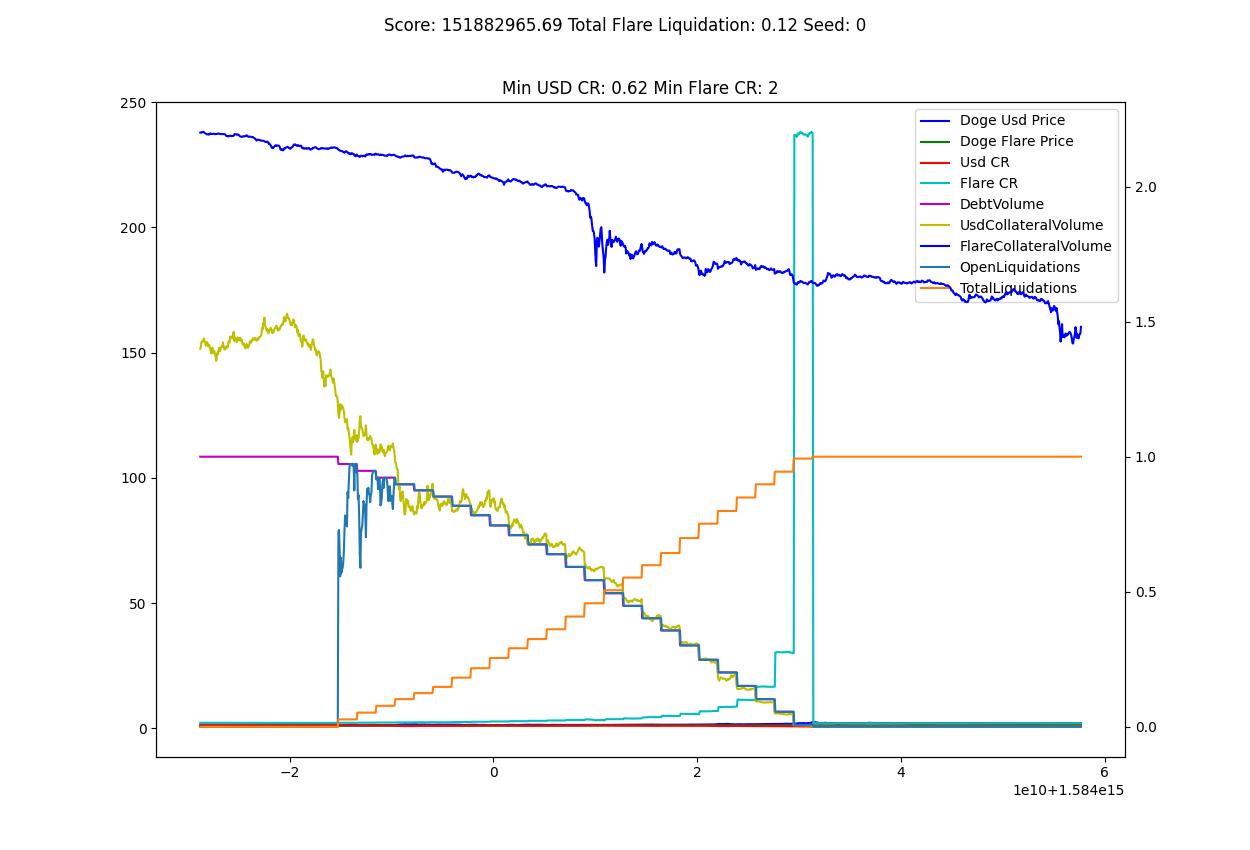 Score: 151882965.69 Total Flare Liquidation: 0.12 Seed: 0
Min USD CR: 0.62 Min Flare CR: 2
250
200
150
100
50
0
Doge Usd Price
Doge Flare Price
Usd CR
Flare CR
DebtVolume
UsdCollateralVolume
FlareCollateralVolume
OpenLiquidations
TotalLiquidations
2.0
1.5
1.0
0.5
0.0
−2 0 2 4 6
1e10+1.584e15